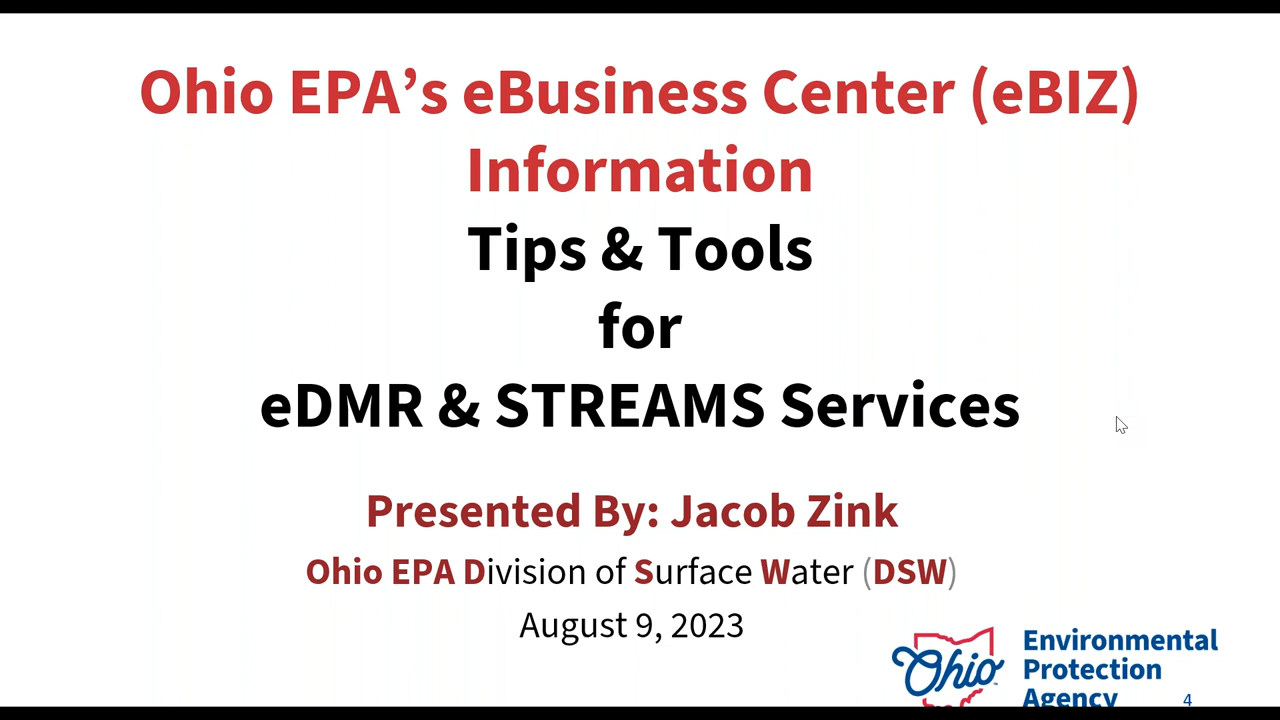 Ohio EPA’s eBusiness Center (eBIZ)
Information
Tips & Tools
for
eDMR & STREAMS Services
Presented By: Jacob Zink
Ohio EPA Division of Surface Water (DSW)
August 9, 2023
Ohio
Environmental
Protection
Agency
4